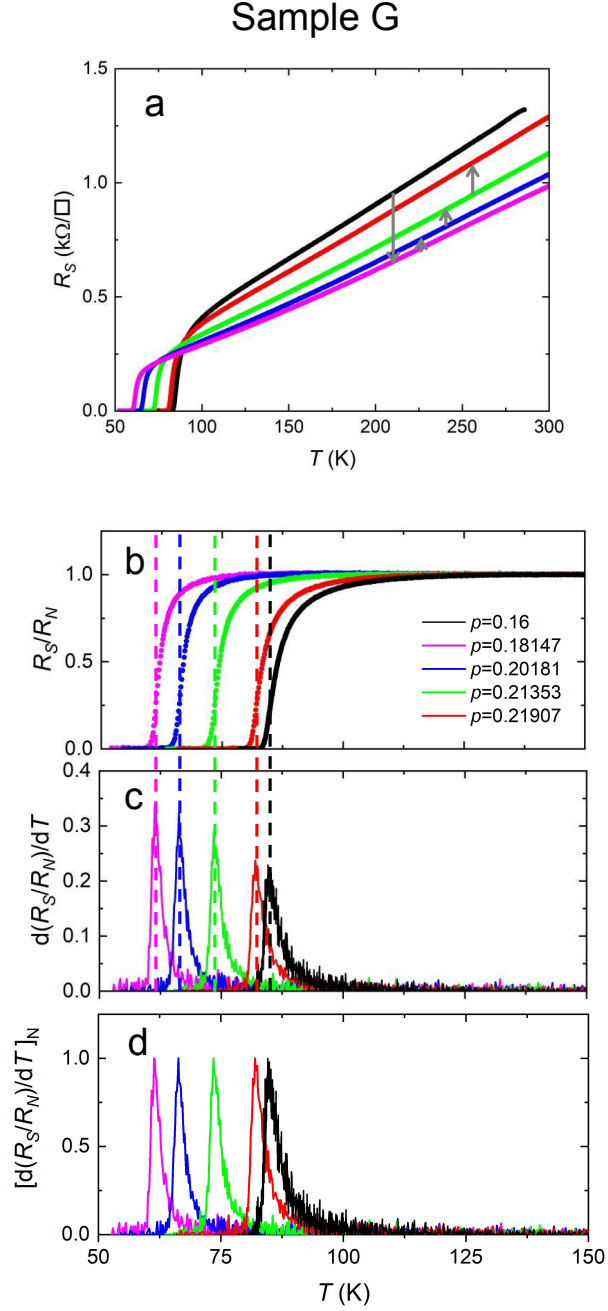 Sample G
a
R_S (kΩ/□)
1.5
1.0
0.5
0.0
50 100 150 200 250 300
T (K)
b
R_S/R_N
1.0
0.5
0.0
p=0.16
p=0.18147
p=0.20181
p=0.21353
p=0.21907
c
d(R_S/R_N)/dT
0.4
0.3
0.2
0.1
0.0
d
[d(R_S/R_N)/dT]_N
1.0
0.5
0.0
50 75 100 125 150
T (K)